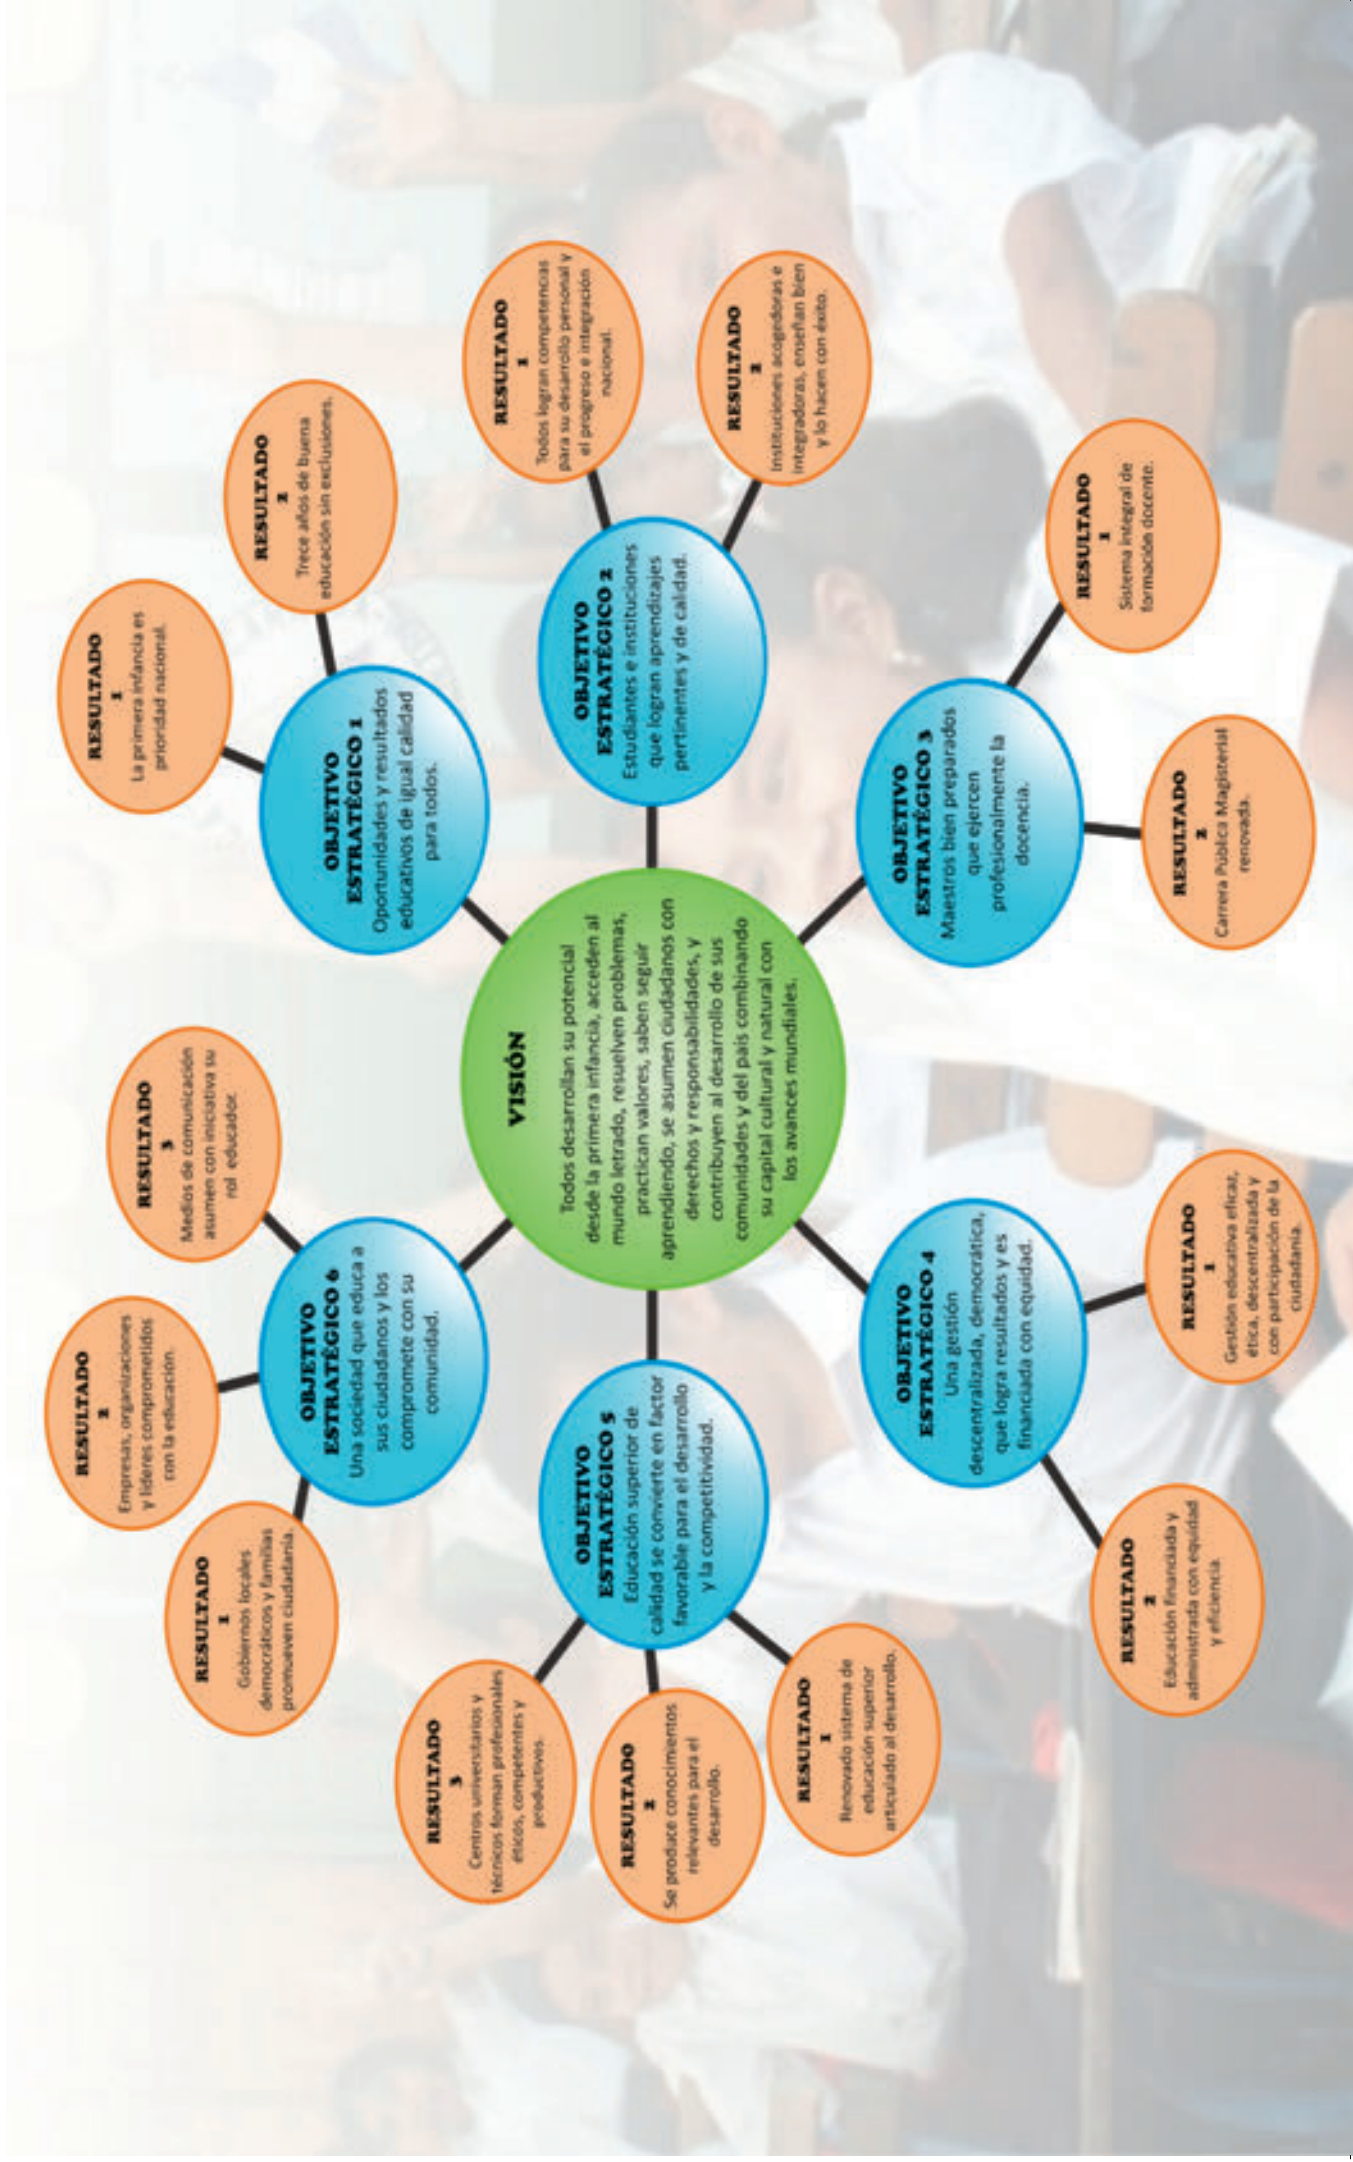 VISIÓN
Todos desarrollan su potencial
desde la primera infancia, acceden al
mundo letrado, resuelven problemas,
practican valores, saben seguir
aprendiendo, se asumen ciudadanos con
derechos y responsabilidades, y
contribuyen al desarrollo de sus
comunidades y del país combinando
su capital cultural y natural con
los avances mundiales.
OBJETIVO
ESTRATÉGICO 1
Oportunidades y resultados
educativos de igual calidad
para todos.
RESULTADO
1
La primera infancia es
prioridad nacional.
RESULTADO
2
Trece años de buena
educación sin exclusiones.
OBJETIVO
ESTRATÉGICO 2
Estudiantes e instituciones
que logran aprendizajes
pertinentes y de calidad.
RESULTADO
1
Todos logran competencias
para su desarrollo personal y
el progreso e integración
nacional.
RESULTADO
2
Instituciones acogedoras e
integradoras, enseñan bien
y lo hacen con éxito.
OBJETIVO
ESTRATÉGICO 3
Maestros bien preparados
que ejercen
profesionalmente la
docencia.
RESULTADO
1
Sistema integral de
formación docente.
RESULTADO
2
Carrera Pública Magisterial
renovada.
OBJETIVO
ESTRATÉGICO 4
Una gestión
descentralizada, democrática,
que logra resultados y es
financiada con equidad.
RESULTADO
1
Gestión educativa eficaz,
ética, descentralizada y
con participación de la
ciudadanía.
RESULTADO
2
Educación financiada y
administrada con equidad
y eficiencia.
OBJETIVO
ESTRATÉGICO 5
Educación superior de
calidad se convierte en factor
favorable para el desarrollo
y la competitividad.
RESULTADO
1
Renovado sistema de
educación superior
articulado al desarrollo.
RESULTADO
2
Se produce conocimientos
relevantes para el
desarrollo.
RESULTADO
3
Centros universitarios y
técnicos forman profesionales
éticos, competentes y
productivos.
OBJETIVO
ESTRATÉGICO 6
Una sociedad que educa a
sus ciudadanos y los
compromete con su
comunidad.
RESULTADO
1
Gobiernos locales
democráticos y familias
promueven ciudadanía.
RESULTADO
2
Empresas, organizaciones
y líderes comprometidos
con la educación.
RESULTADO
3
Medios de comunicación
asumen con iniciativa su
rol educador.